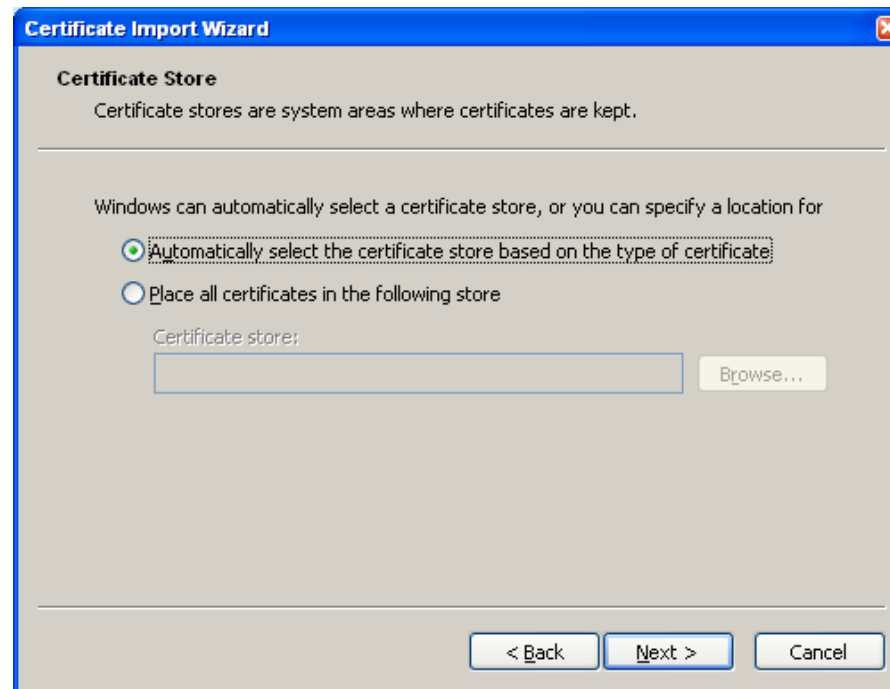 Certificate Import Wizard
Certificate Store
Certificate stores are system areas where certificates are kept.
Windows can automatically select a certificate store, or you can specify a location for
Automatically select the certificate store based on the type of certificate
Place all certificates in the following store
Certificate store:
Browse...
< Back
Next >
Cancel